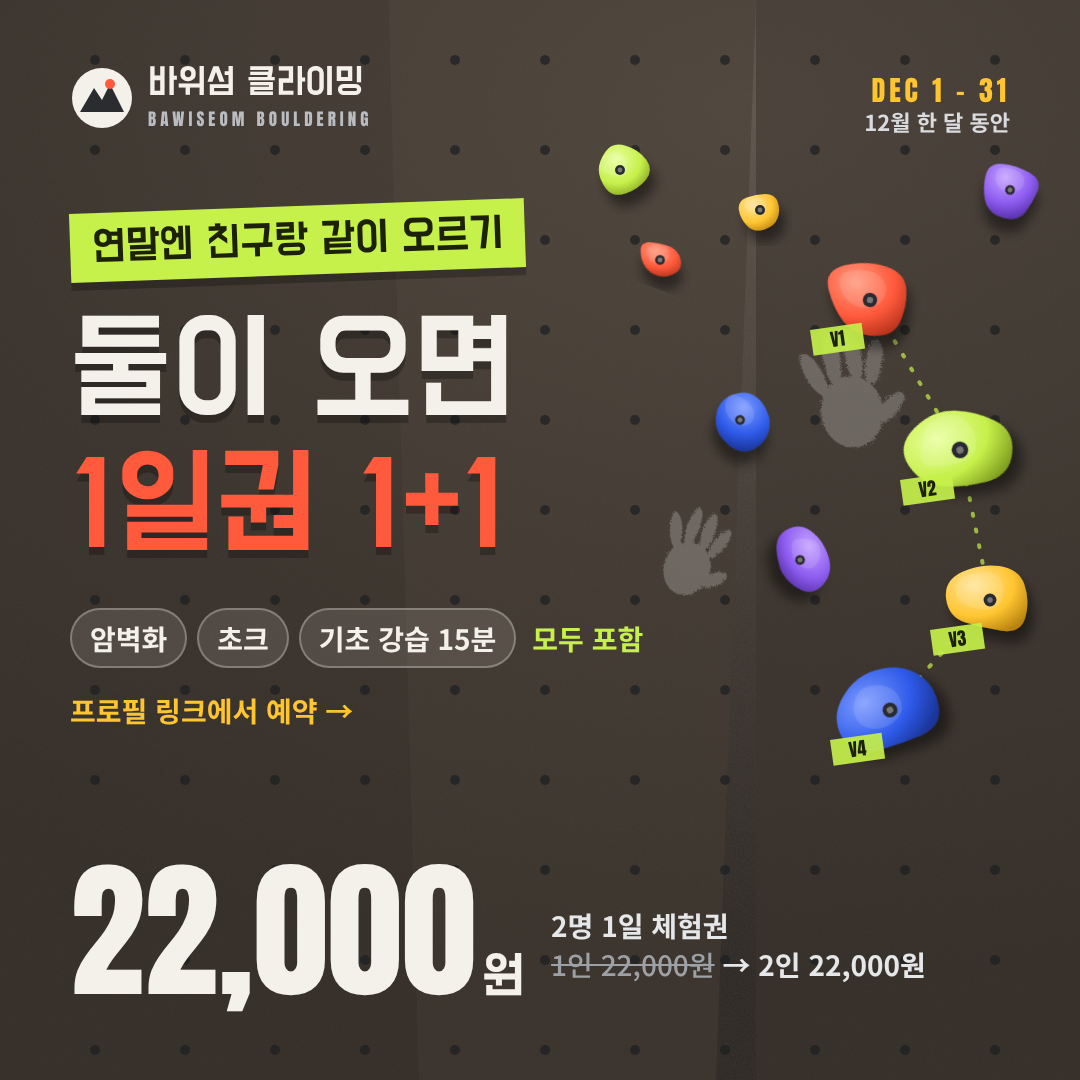 바위섬 클라이밍
BAWISEOM BOULDERING
DEC 1 - 31
12월 한 달 동안
연말엔 친구랑 같이 오르기
둘이 오면
1일권 1+1
V1
V2
V3
V4
암벽화 초크 기초 강습 15분 모두 포함
프로필 링크에서 예약 →
22,000원
2명 1일 체험권
1인 22,000원 → 2인 22,000원